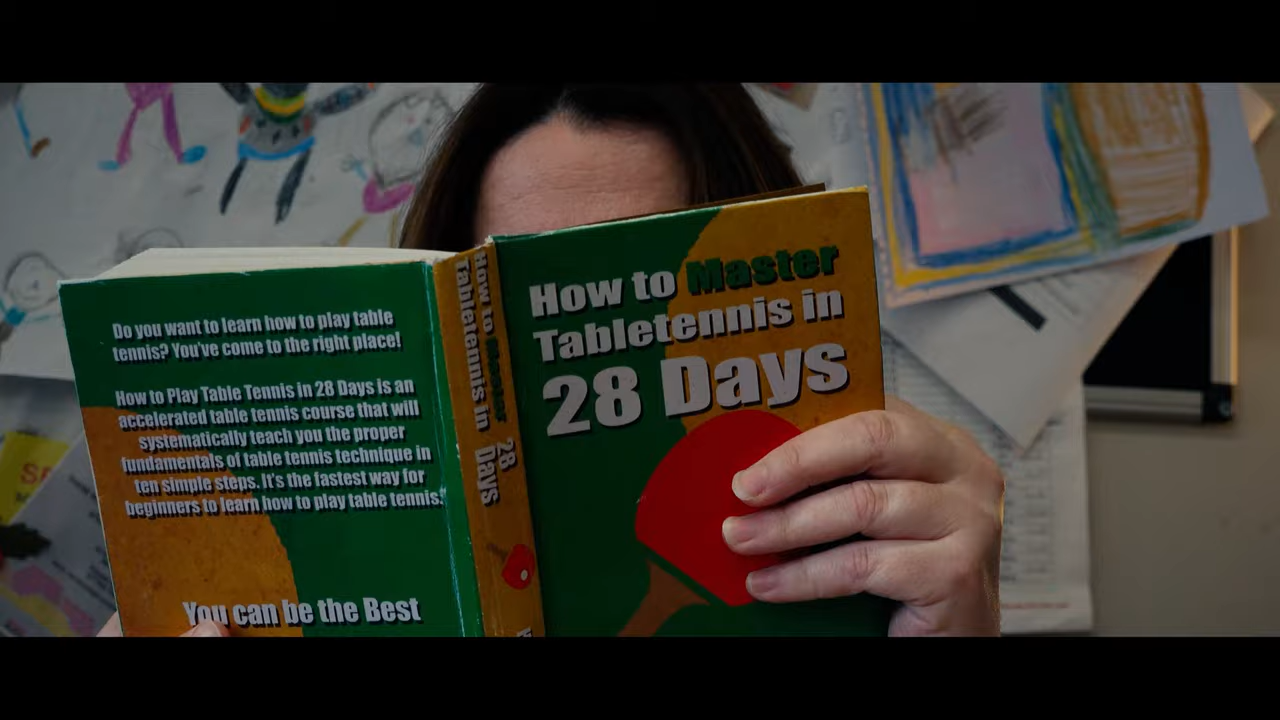 Do you want to learn how to play table
tennis? You've come to the right place!
How to Play Table Tennis in 28 Days is an
accelerated table tennis course that will
systematically teach you the proper
fundamentals of table tennis technique in
ten simple steps. It's the fastest way for
beginners to learn how to play table tennis.
You can be the Best
How to Master 28
Tabletennis in Days
How to Master
Tabletennis in
28 Days